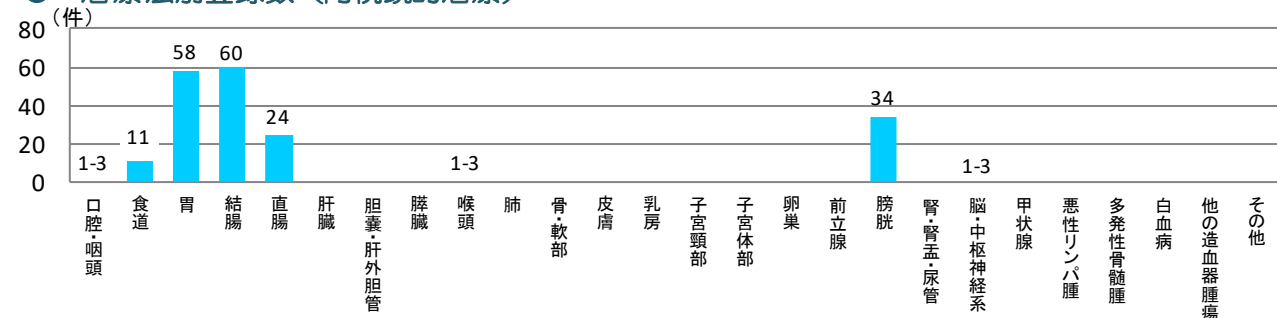 (件)
80
60
40
20
0
1-3
11
58
60
24
1-3
34
1-3
口腔・咽頭
食道
胃
結腸
直腸
肝臓
胆嚢・肝外胆管
膵臓
喉頭
肺
骨・軟部
皮膚
乳房
子宮頸部
子宮体部
卵巣
前立腺
膀胱
腎・腎盂・尿管
脳・中枢神経系
甲状腺
悪性リンパ腫
多発性骨髄腫
白血病
他の造血器腫瘍
その他